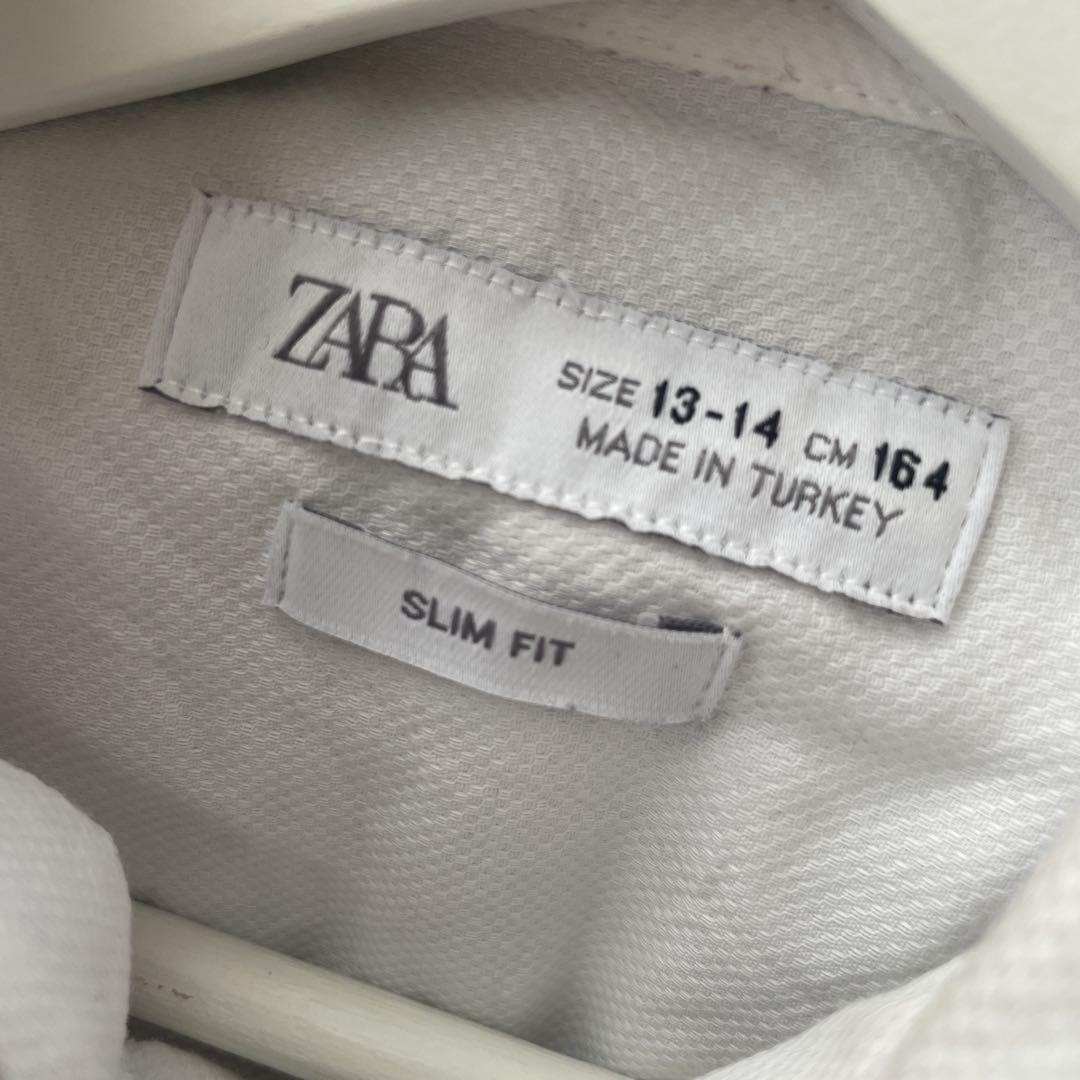 ZARA
SIZE 13-14 CM 164
MADE IN TURKEY
SLIM FIT